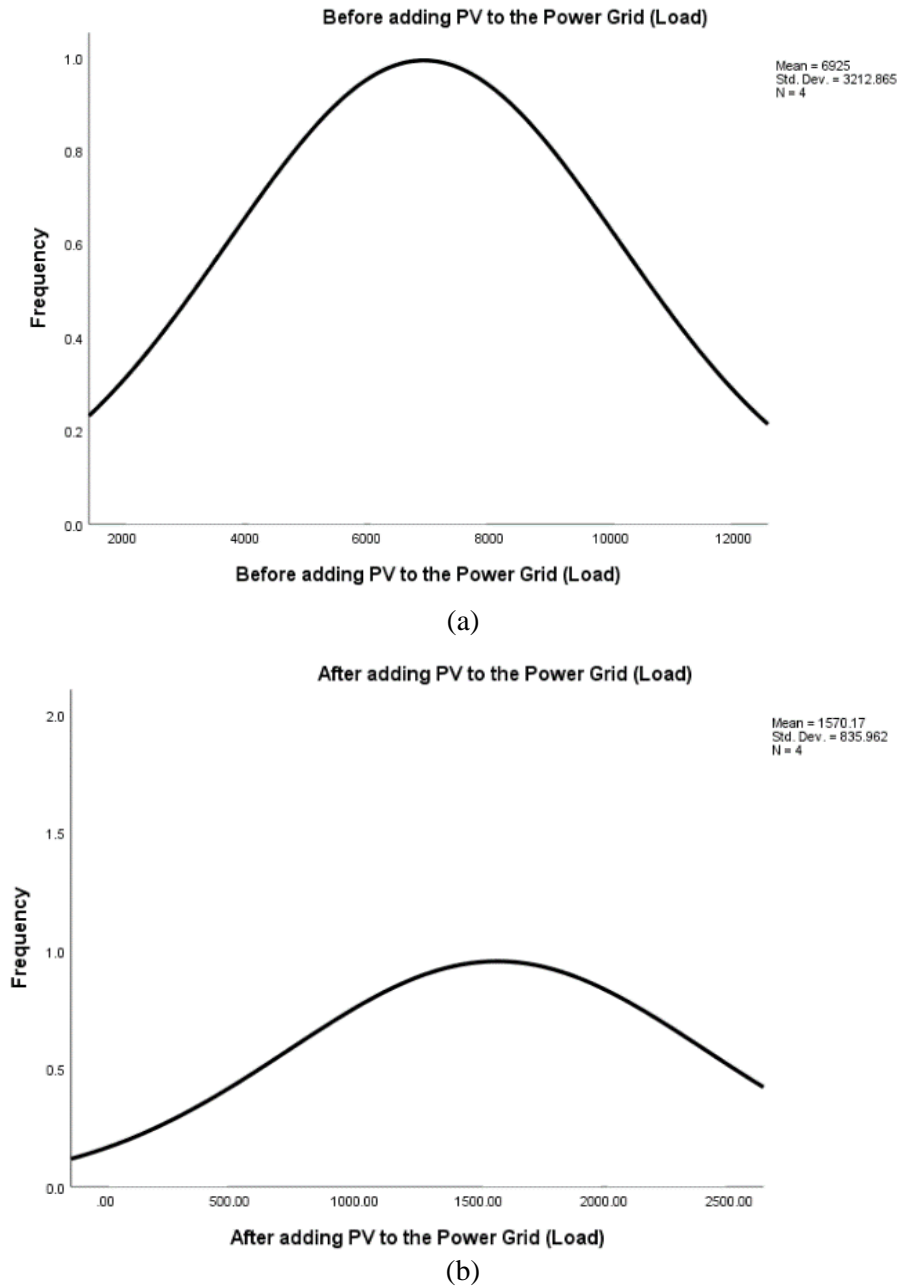 Before adding PV to the Power Grid (Load)
Mean = 6925
Std. Dev. = 3212.865
N = 4
1.0
0.8
0.6
0.4
0.2
0.0
Frequency
2000 4000 6000 8000 10000 12000
Before adding PV to the Power Grid (Load)
(a)
After adding PV to the Power Grid (Load)
Mean = 1570.17
Std. Dev. = 835.962
N = 4
2.0
1.5
1.0
0.5
0.0
Frequency
.00 500.00 1000.00 1500.00 2000.00 2500.00
After adding PV to the Power Grid (Load)
(b)